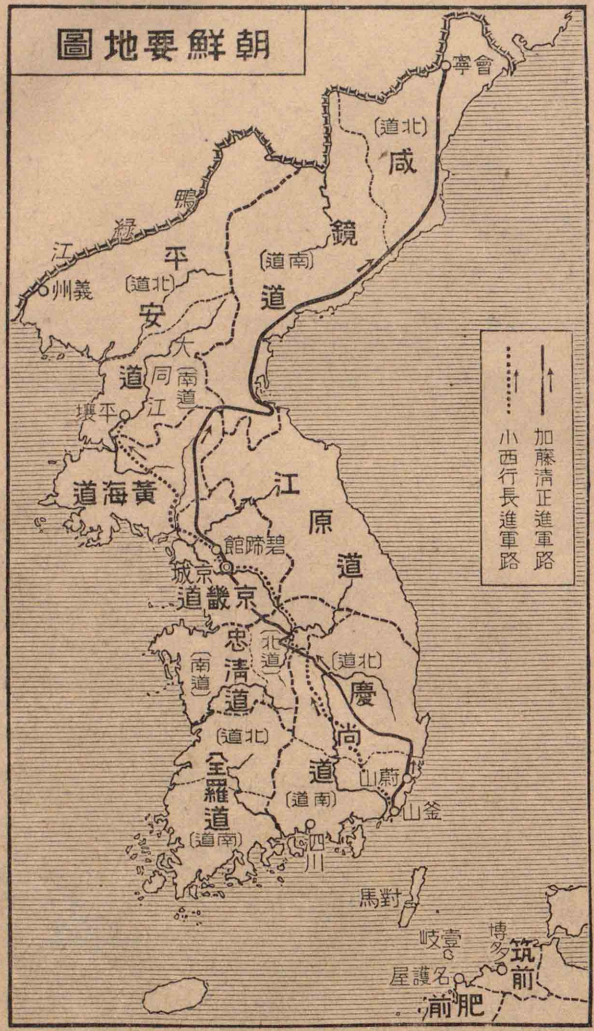 朝鮮要地圖
會寧
咸鏡道
（北道）
（南道）
鴨綠江
平安道
（北道）
（南道）
義州
大同江
平壤
黃海道
江原道
碧蹄館
京城
京畿道
忠清道
（北道）
（南道）
慶尚道
（北道）
（南道）
全羅道
（北道）
（南道）
蔚山
釜山
泗川
對馬
壹岐
博多
筑前
名護屋
肥前
加藤清正進軍路
小西行長進軍路